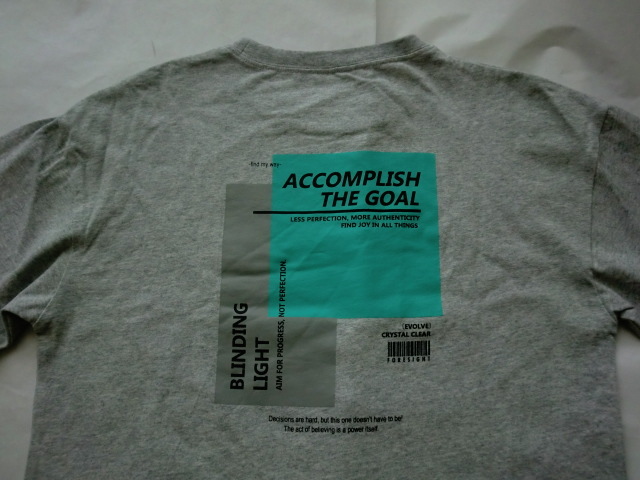 -find my way-
ACCOMPLISH
THE GOAL
LESS PERFECTION, MORE AUTHENTICITY
FIND JOY IN ALL THINGS
BLINDING
LIGHT
AIM FOR PROGRESS, NOT PERFECTION.
(EVOLVE)
CRYSTAL CLEAR
FORESIGHT
Decisions are hard, but this one doesn't have to be!
The act of believing is a power itself